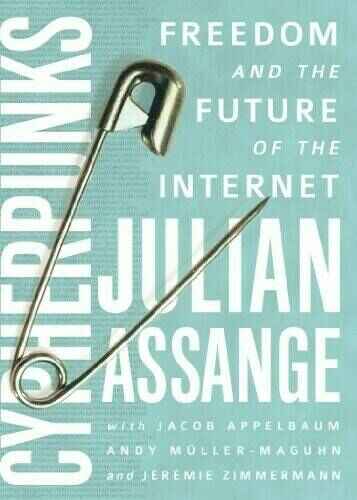 CYPHERPUNKS
FREEDOM
AND THE
FUTURE
OF THE
INTERNET
JULIAN
ASSANGE
with JACOB APPELBAUM
ANDY MÜLLER-MAGUHN
and JÉRÉMIE ZIMMERMANN